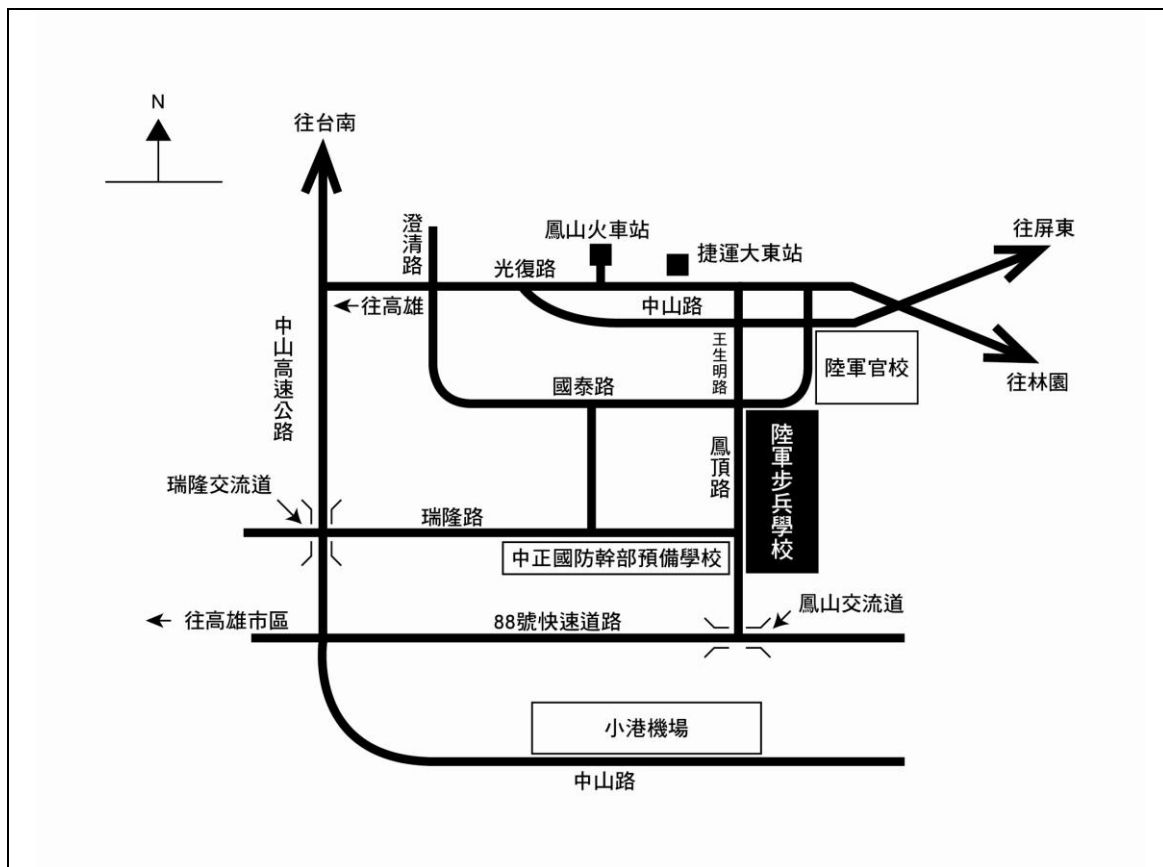 N
往台南
澄清路
鳳山火車站
捷運大東站
往屏東
光復路
←往高雄
中山路
王生明路
陸軍官校
往林園
中山高速公路
國泰路
鳳頂路
陸軍步兵學校
瑞隆交流道
瑞隆路
中正國防幹部預備學校
鳳山交流道
← 往高雄市區
88號快速道路
小港機場
中山路